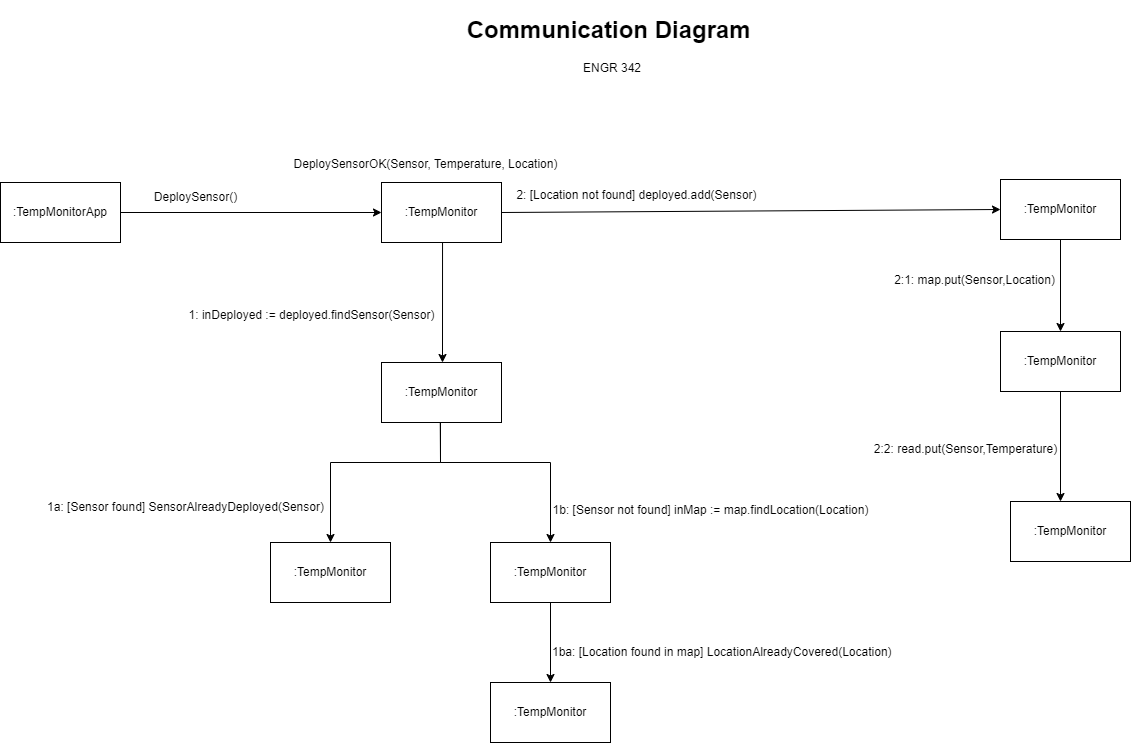 Communication Diagram
ENGR 342
DeploySensorOK(Sensor, Temperature, Location)
:TempMonitorApp
DeploySensor()
:TempMonitor
2: [Location not found] deployed.add(Sensor)
:TempMonitor
2:1: map.put(Sensor,Location)
1: inDeployed := deployed.findSensor(Sensor)
:TempMonitor
:TempMonitor
2:2: read.put(Sensor,Temperature)
1a: [Sensor found] SensorAlreadyDeployed(Sensor)
1b: [Sensor not found] inMap := map.findLocation(Location)
:TempMonitor
:TempMonitor
:TempMonitor
1ba: [Location found in map] LocationAlreadyCovered(Location)
:TempMonitor